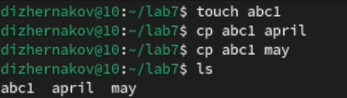 dizhernakov@10:~/lab7$ touch abc1
dizhernakov@10:~/lab7$ cp abc1 april
dizhernakov@10:~/lab7$ cp abc1 may
dizhernakov@10:~/lab7$ ls
abc1  april  may